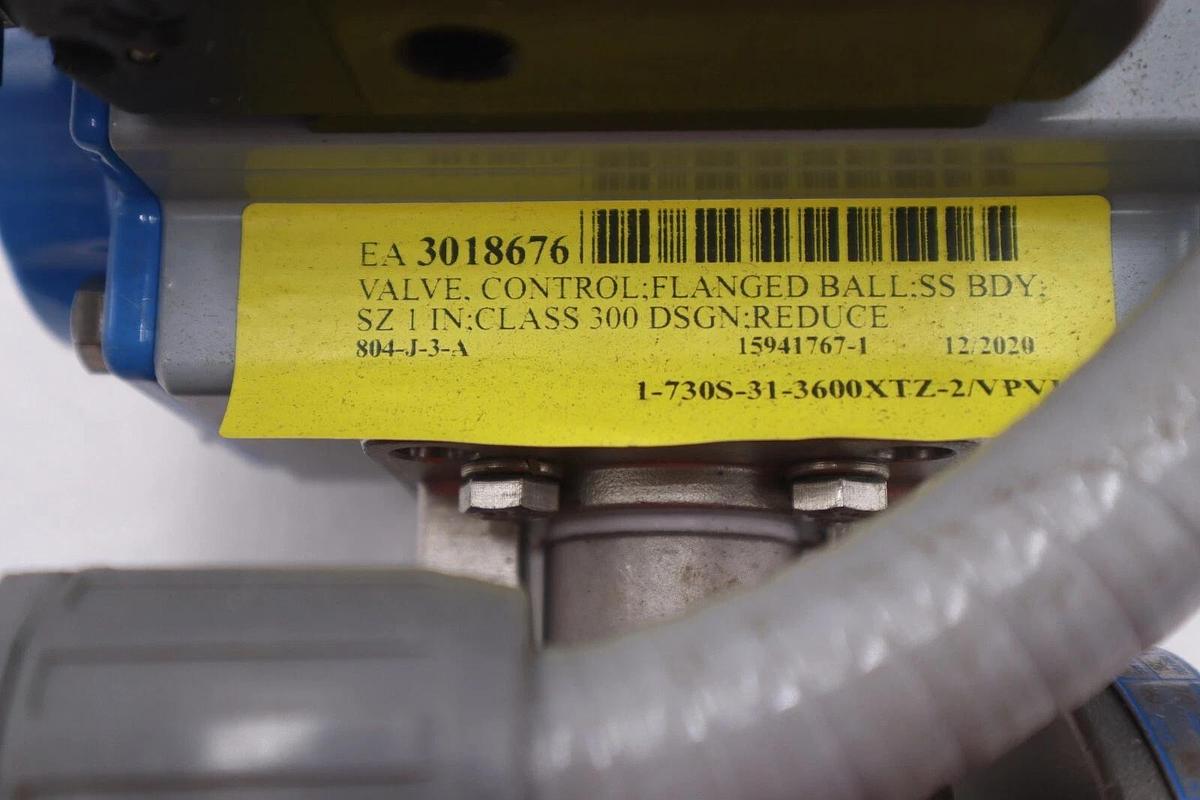 EA 3018676
VALVE, CONTROL;FLANGED BALL;SS BDY;
SZ 1 IN;CLASS 300 DSGN;REDUCE
804-J-3-A 15941767-1 12/2020
1-730S-31-3600XTZ-2/VPVL